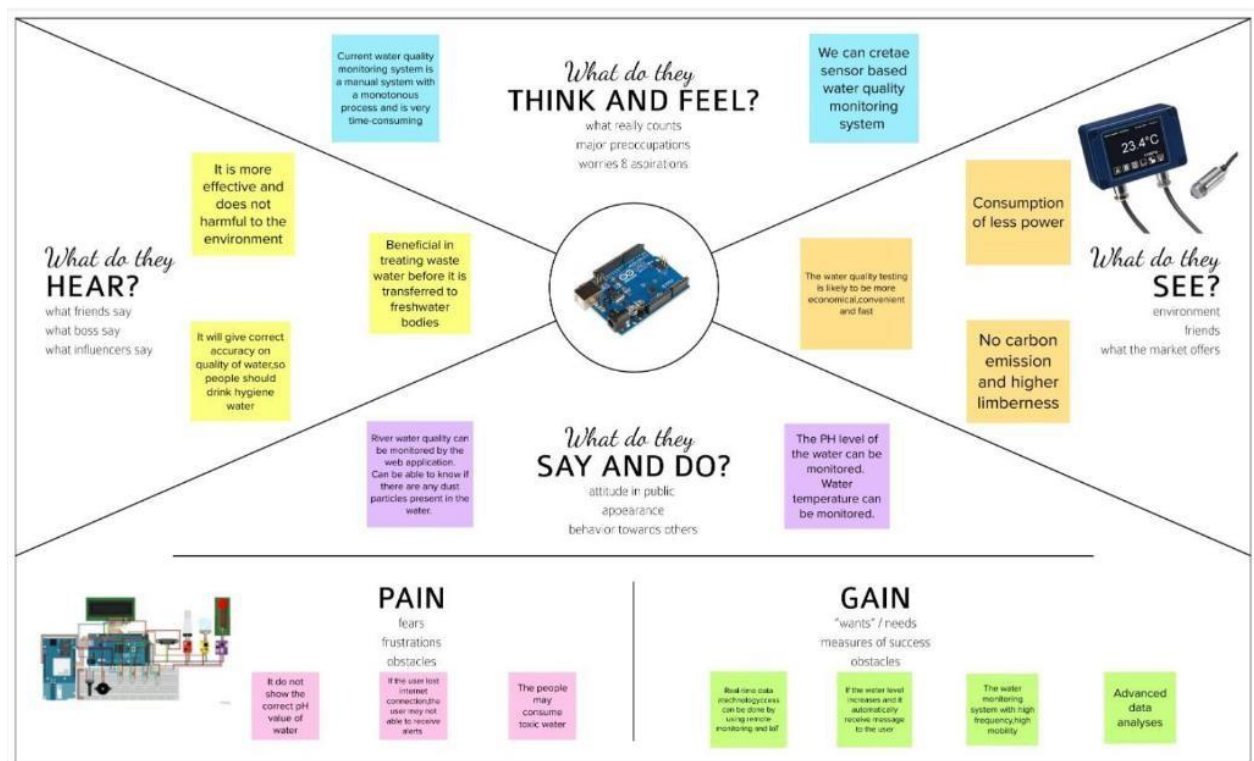 Current water quality
monitoring system is
a manual system with
a monotonous
process and is very
time-consuming
What do they
THINK AND FEEL?
what really counts
major preoccupations
worries & aspirations
We can cretae
sensor based
water quality
monitoring
system
23.4°C
It is more
effective and
does not
harmful to the
environment
What do they
HEAR?
what friends say
what boss say
what influencers say
Beneficial in
treating waste
water before it is
transferred to
freshwater
bodies
It will give correct
accuracy on
quality of water,so
people should
drink hygiene
water
Consumption
of less power
The water quality testing
is likely to be more
economical,convenient
and fast
What do they
SEE?
environment
friends
what the market offers
No carbon
emission
and higher
limberness
River water quality can
be monitored by the
web application.
Can be able to know if
there are any dust
particles present in the
water.
What do they
SAY AND DO?
attitude in public
appearance
behavior towards others
The PH level of
the water can be
monitored.
Water
temperature can
be monitored.
PAIN
fears
frustrations
obstacles
It do not
show the
correct pH
value of
water
If the user lost
internet
connection,the
user may not
able to receive
alerts
The people
may
consume
toxic water
GAIN
"wants" / needs
measures of success
obstacles
Real-time data
can be done by
using remote
monitoring and IoT
If the water level
increases and it
automatically
receive message
to the user
The water
monitoring
system with high
frequency,high
mobility
Advanced
data
analyses